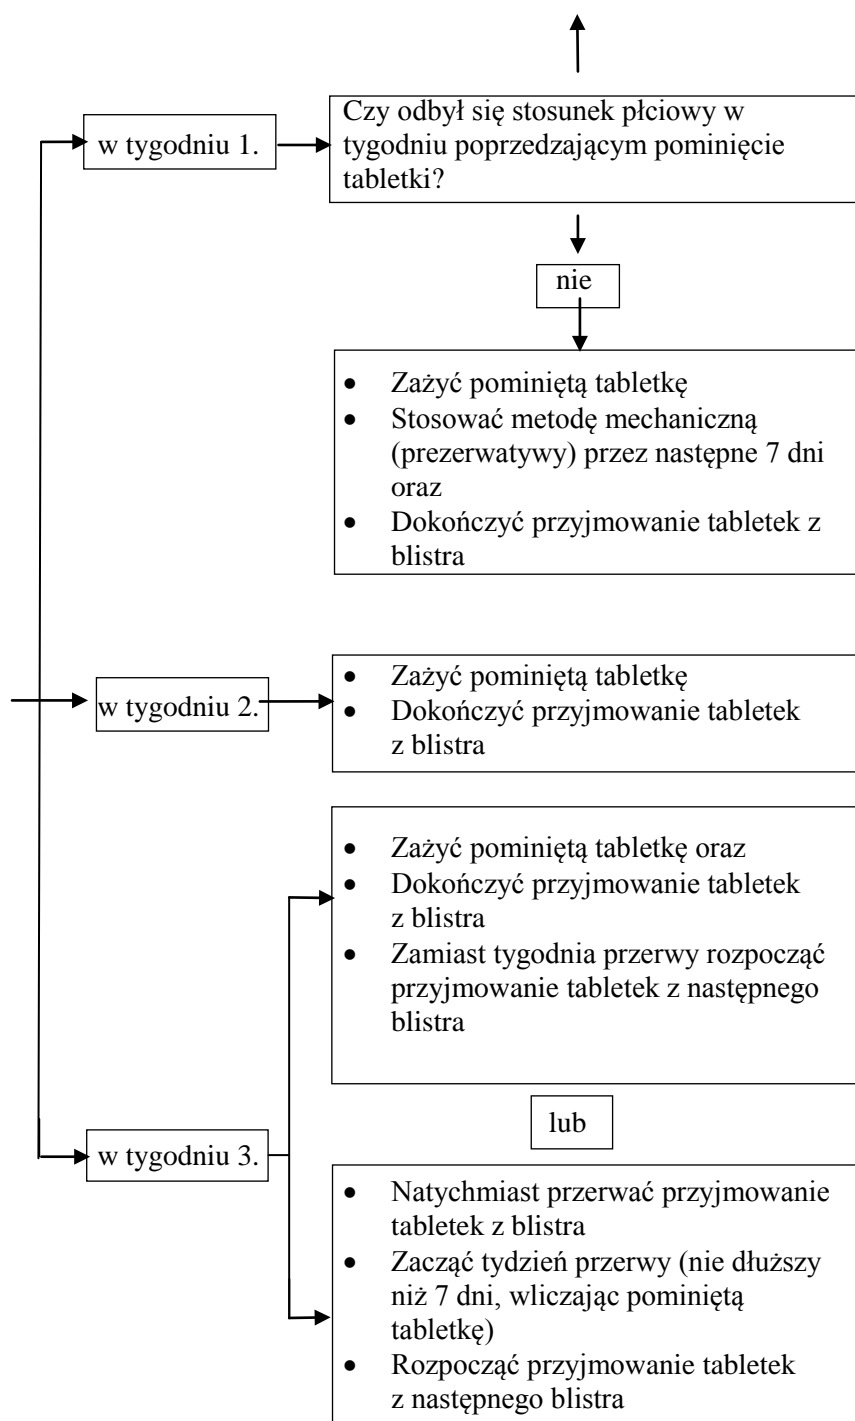 w tygodniu 1.
Czy odbył się stosunek płciowy w
tygodniu poprzedzającym pominięcie
tabletki?
nie
• Zażyć pominiętą tabletkę
• Stosować metodę mechaniczną
(prezerwatywy) przez następne 7 dni
oraz
• Dokończyć przyjmowanie tabletek z
blistra
w tygodniu 2.
• Zażyć pominiętą tabletkę
• Dokończyć przyjmowanie tabletek
z blistra
w tygodniu 3.
• Zażyć pominiętą tabletkę oraz
• Dokończyć przyjmowanie tabletek
z blistra
• Zamiast tygodnia przerwy rozpocząć
przyjmowanie tabletek z następnego
blistra
lub
• Natychmiast przerwać przyjmowanie
tabletek z blistra
• Zacząć tydzień przerwy (nie dłuższy
niż 7 dni, wliczając pominiętą
tabletkę)
• Rozpocząć przyjmowanie tabletek
z następnego blistra